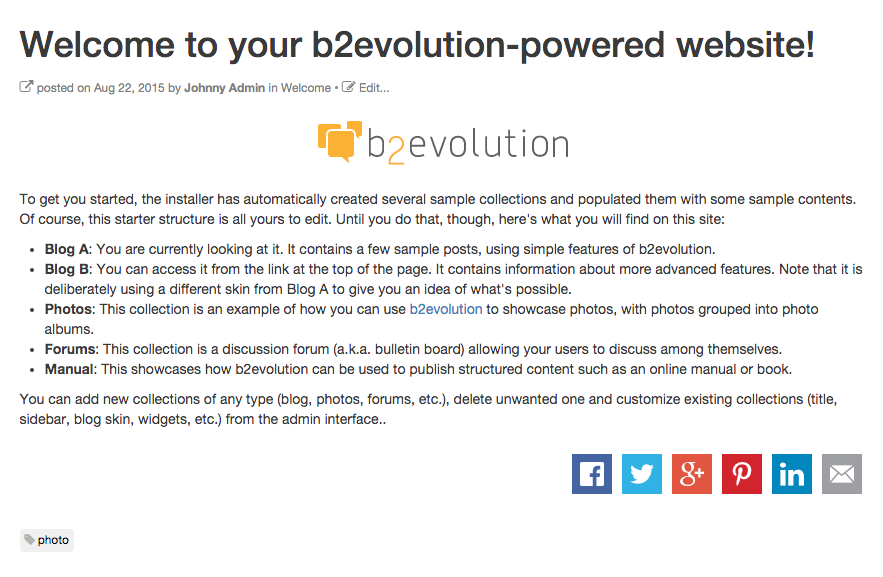 Welcome to your b2evolution-powered website!
posted on Aug 22, 2015 by Johnny Admin in Welcome • Edit...
b2evolution
To get you started, the installer has automatically created several sample collections and populated them with some sample contents.
Of course, this starter structure is all yours to edit. Until you do that, though, here's what you will find on this site:
• Blog A: You are currently looking at it. It contains a few sample posts, using simple features of b2evolution.
• Blog B: You can access it from the link at the top of the page. It contains information about more advanced features. Note that it is
deliberately using a different skin from Blog A to give you an idea of what's possible.
• Photos: This collection is an example of how you can use b2evolution to showcase photos, with photos grouped into photo
albums.
• Forums: This collection is a discussion forum (a.k.a. bulletin board) allowing your users to discuss among themselves.
• Manual: This showcases how b2evolution can be used to publish structured content such as an online manual or book.
You can add new collections of any type (blog, photos, forums, etc.), delete unwanted one and customize existing collections (title,
sidebar, blog skin, widgets, etc.) from the admin interface..
f g+ in
photo